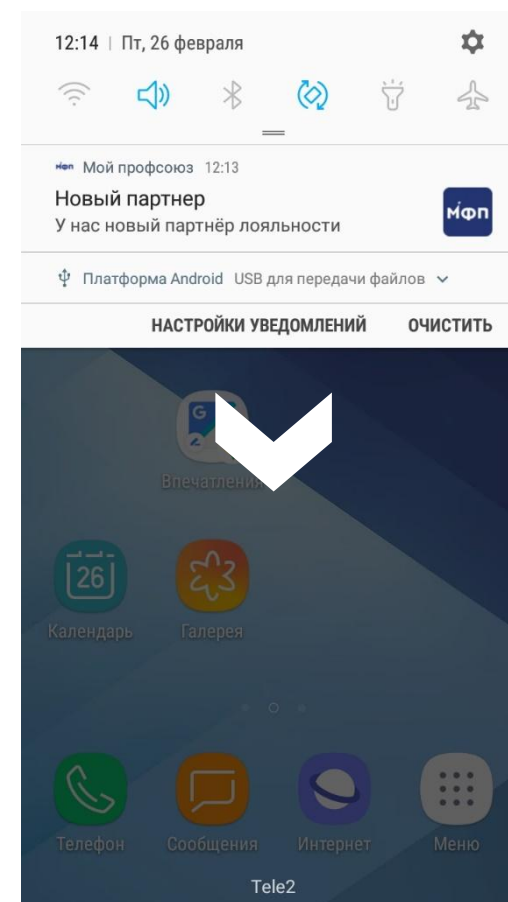 12:14 | Пт, 26 февраля
мфп Мой профсоюз 12:13
Новый партнер
У нас новый партнёр лояльности
мфп
Платформа Android USB для передачи файлов
НАСТРОЙКИ УВЕДОМЛЕНИЙ ОЧИСТИТЬ
G
Впечатления
26
Календарь Галерея
Телефон Сообщения Интернет Меню
Tele2